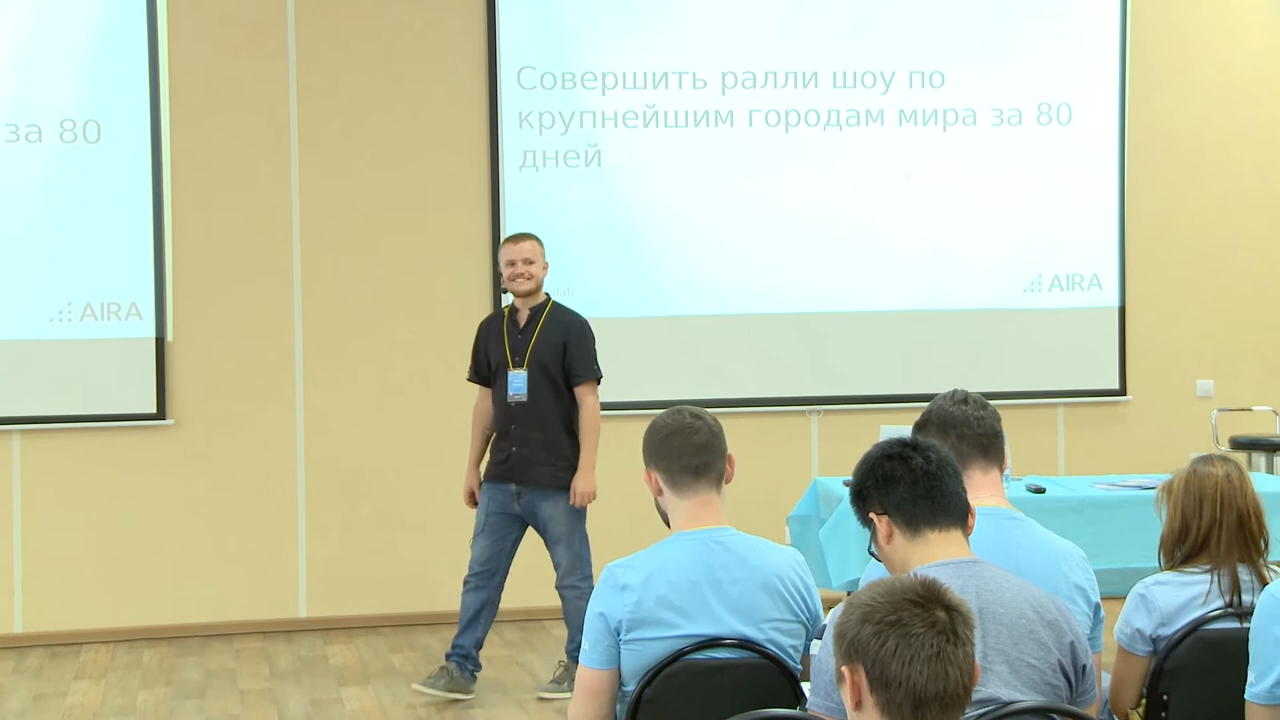 за 80
AIRA
Совершить ралли шоу по
крупнейшим городам мира за 80
дней
AIRA